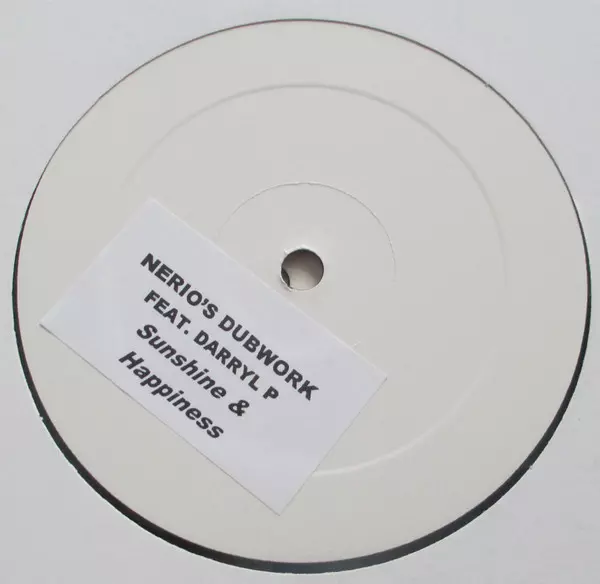 NERIO'S DUBWORK
FEAT. DARRYL P
Sunshine &
Happiness